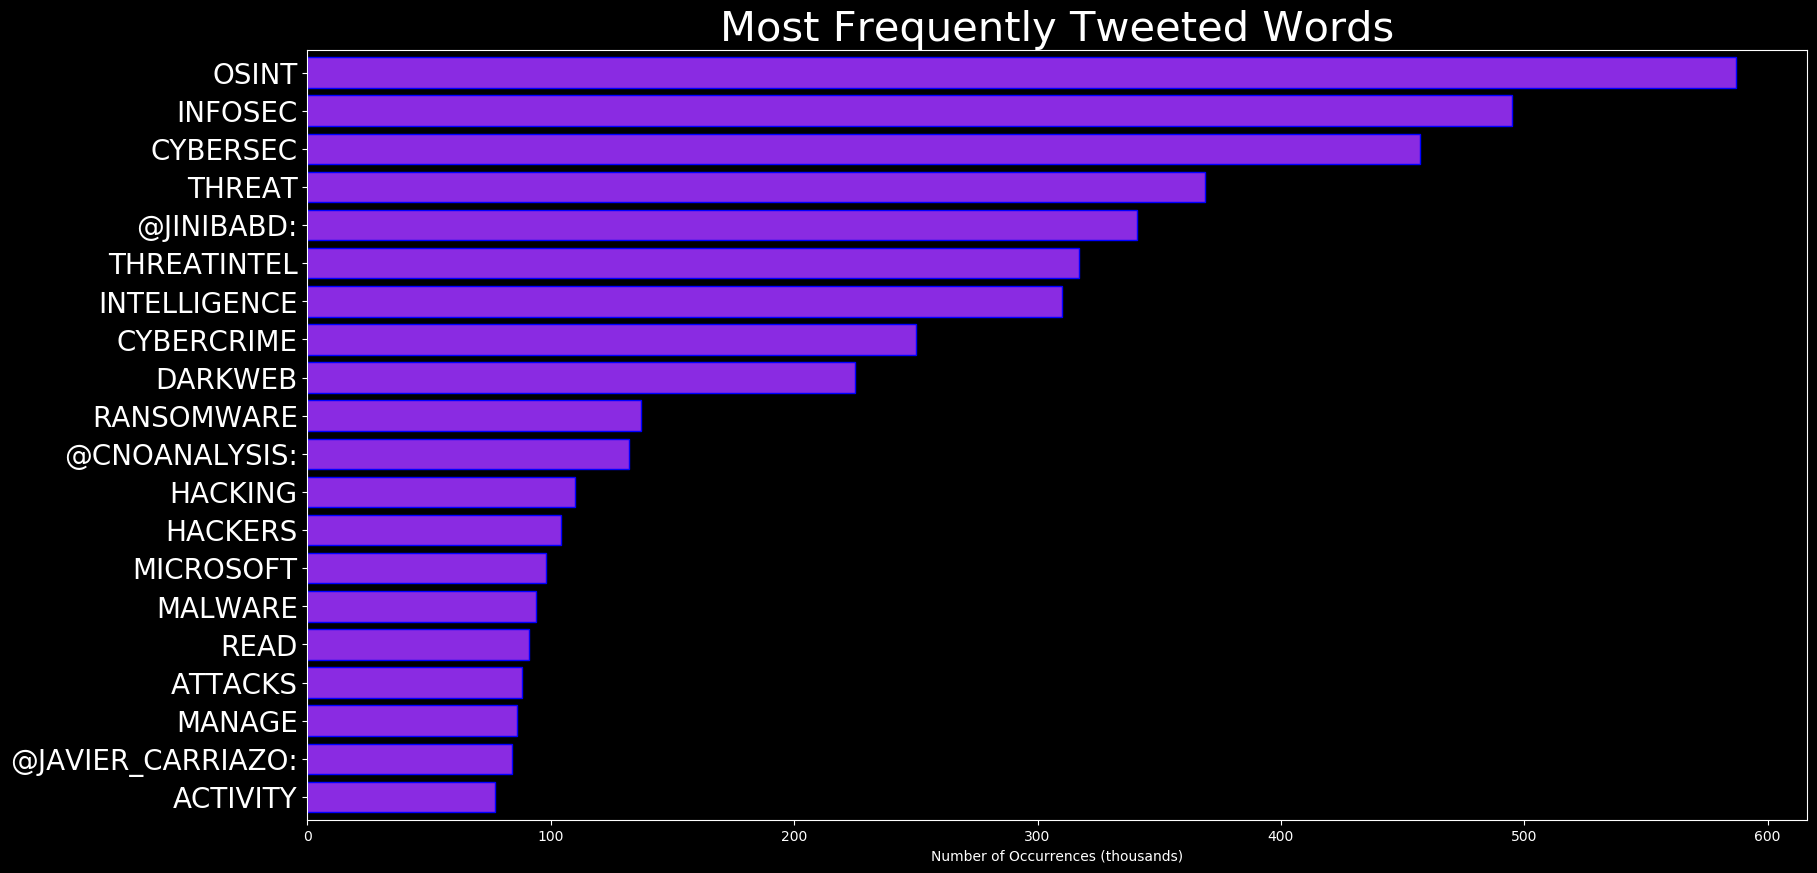 Most Frequently Tweeted Words
OSINT
INFOSEC
CYBERSEC
THREAT
@JINIBABD:
THREATINTEL
INTELLIGENCE
CYBERCRIME
DARKWEB
RANSOMWARE
@CNOANALYSIS:
HACKING
HACKERS
MICROSOFT
MALWARE
READ
ATTACKS
MANAGE
@JAVIER_CARRIAZO:
ACTIVITY
0 100 200 300 400 500 600
Number of Occurrences (thousands)